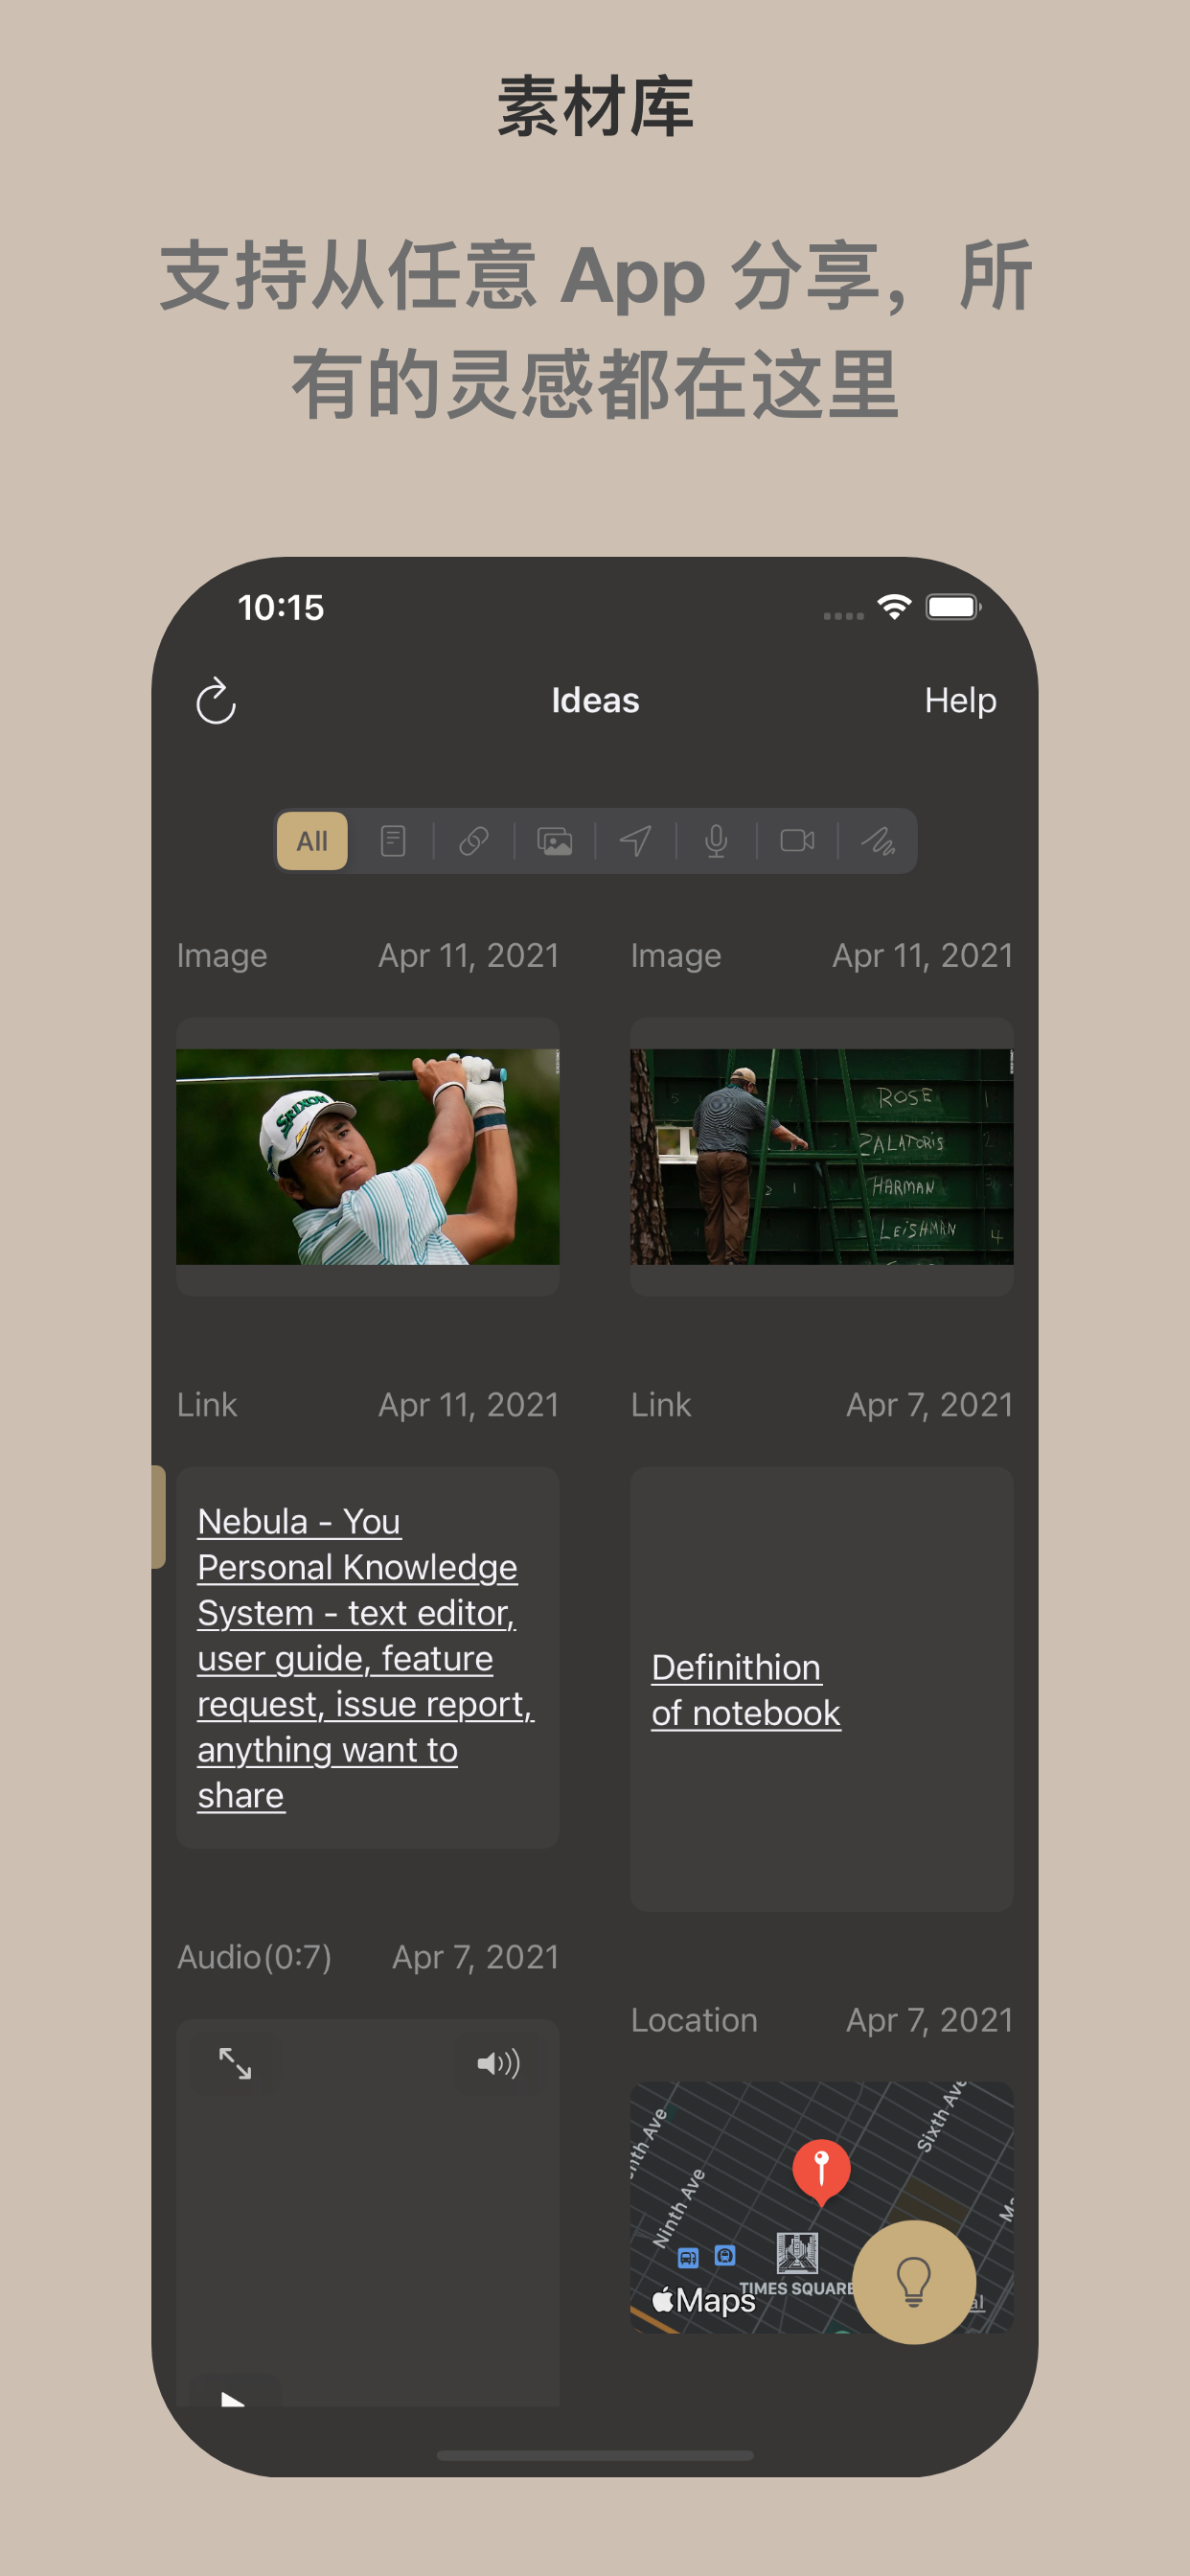 素材库
支持从任意 App 分享，所
有的灵感都在这里
10:15
Ideas
Help
All
Image
Apr 11, 2021
Image
Apr 11, 2021
SRIXON
ROSE
ZALATORIS
HARMAN
LEISHMAN
4
Link
Apr 11, 2021
Link
Apr 7, 2021
Nebula - You
Personal Knowledge
System - text editor,
user guide, feature
request, issue report,
anything want to
share
Definithion
of notebook
Audio(0:7)
Apr 7, 2021
Location
Apr 7, 2021
Sixth Ave
Ninth Ave
TIMES SQUARE
Maps